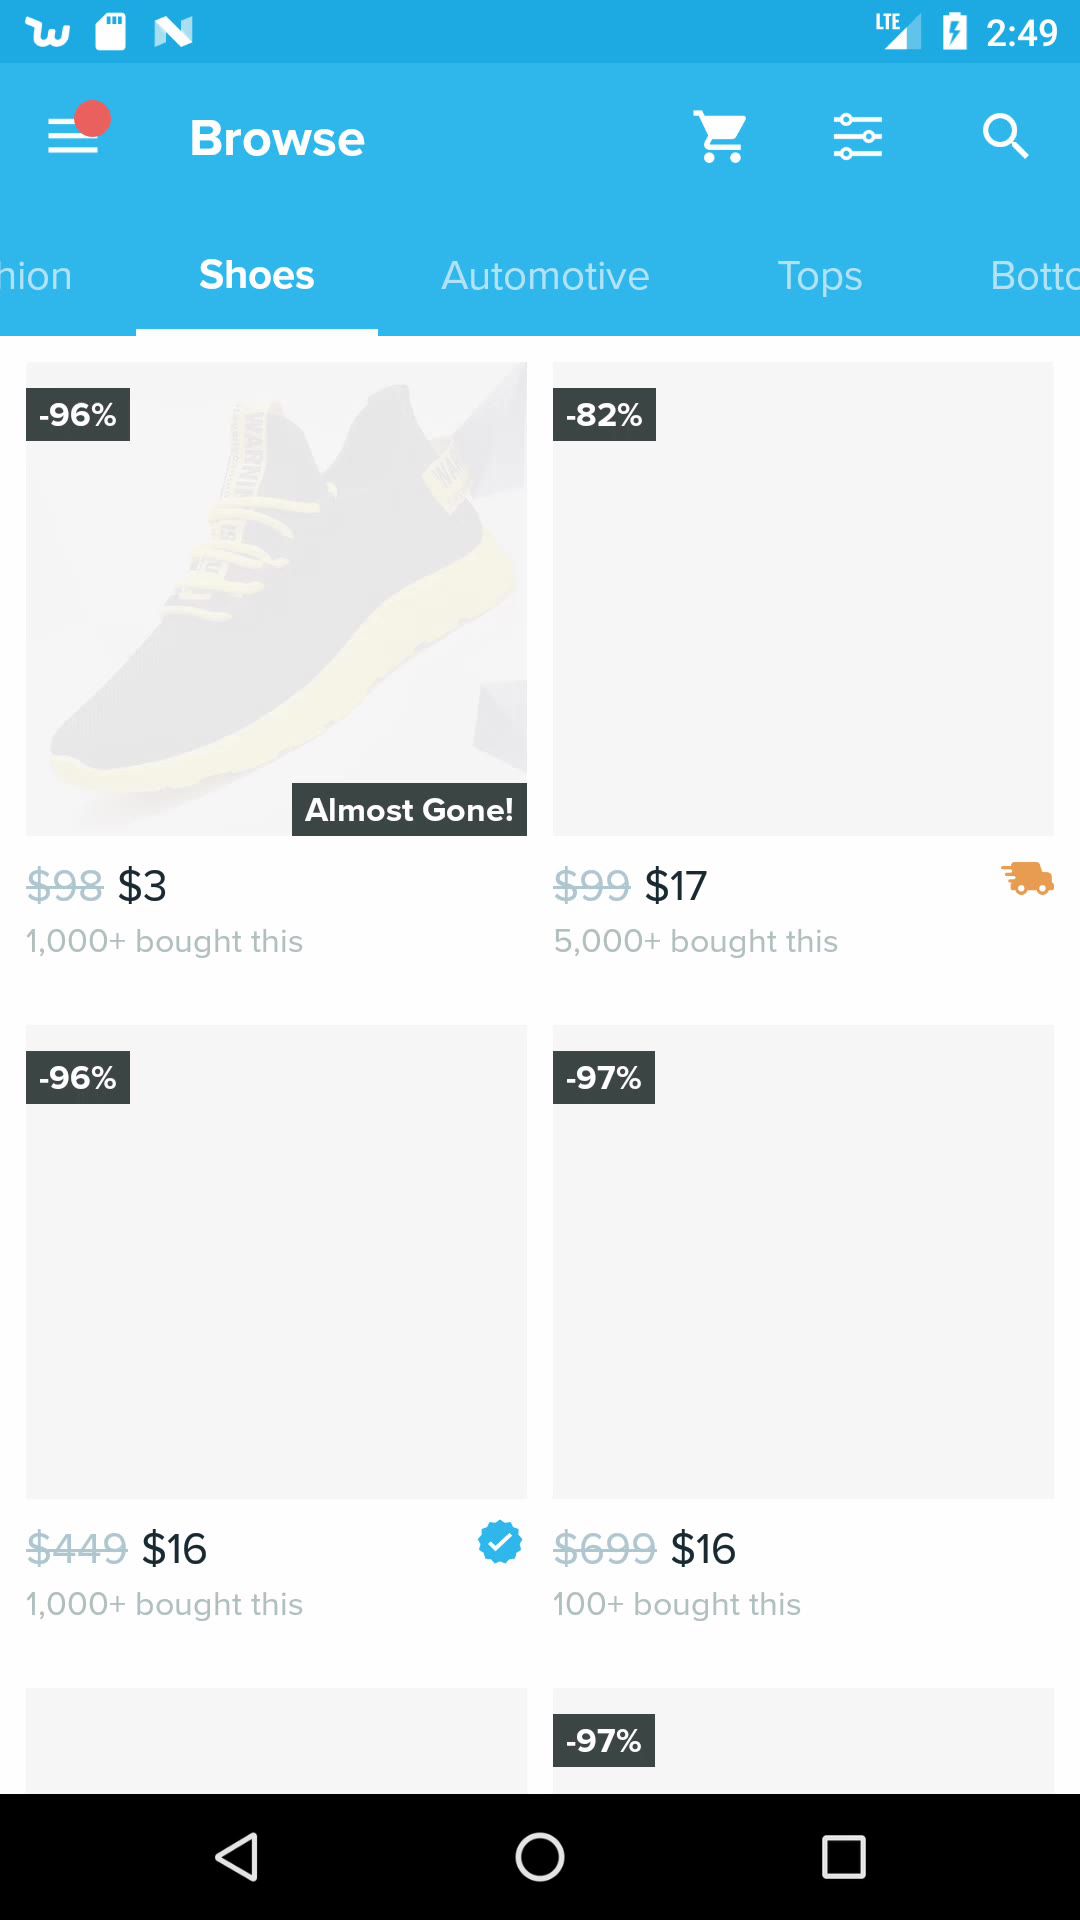 LTE 2:49
Browse
hion Shoes Automotive Tops Botto
-96%
-82%
WARNIN
WAR
Almost Gone!
$98 $3
$99 $17
1,000+ bought this
5,000+ bought this
-96%
-97%
$449 $16
$699 $16
1,000+ bought this
100+ bought this
-97%